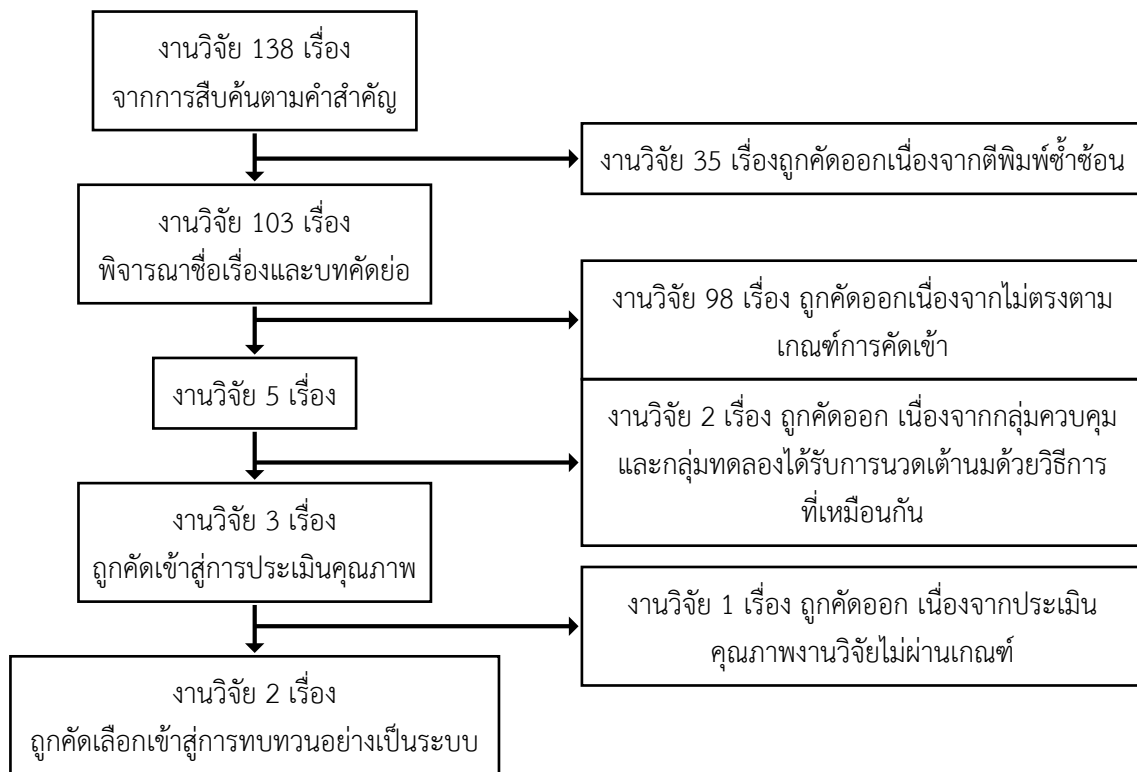 งานวิจัย 138 เรื่อง
จากการสืบค้นตามคำสำคัญ
งานวิจัย 35 เรื่องถูกคัดออกเนื่องจากตีพิมพ์ซ้ำซ้อน
งานวิจัย 103 เรื่อง
พิจารณาชื่อเรื่องและบทคัดย่อ
งานวิจัย 98 เรื่อง ถูกคัดออกเนื่องจากไม่ตรงตาม
เกณฑ์การคัดเข้า
งานวิจัย 5 เรื่อง
งานวิจัย 2 เรื่อง ถูกคัดออก เนื่องจากกลุ่มควบคุม
และกลุ่มทดลองได้รับการนวดเต้านมด้วยวิธีการ
ที่เหมือนกัน
งานวิจัย 3 เรื่อง
ถูกคัดเข้าสู่การประเมินคุณภาพ
งานวิจัย 1 เรื่อง ถูกคัดออก เนื่องจากประเมิน
คุณภาพงานวิจัยไม่ผ่านเกณฑ์
งานวิจัย 2 เรื่อง
ถูกคัดเลือกเข้าสู่การทบทวนอย่างเป็นระบบ